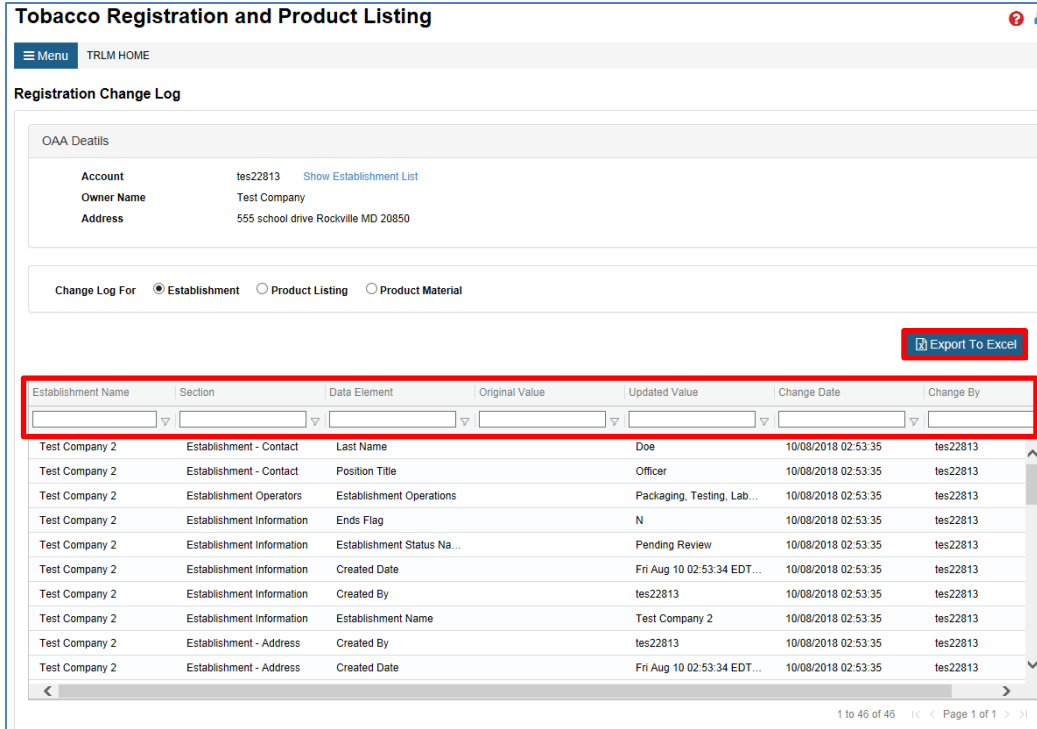 Tobacco Registration and Product Listing
Menu TRLM HOME
Registration Change Log
OAA Deatils
Account tes22813 Show Establishment List
Owner Name Test Company
Address 555 school drive Rockville MD 20850
Change Log For Establishment Product Listing Product Material
Export To Excel
Establishment Name Section Data Element Original Value Updated Value Change Date Change By
Test Company 2 Establishment - Contact Last Name Doe 10/08/2018 02:53:35 tes22813
Test Company 2 Establishment - Contact Position Title Officer 10/08/2018 02:53:35 tes22813
Test Company 2 Establishment Operators Establishment Operations Packaging, Testing, Lab... 10/08/2018 02:53:35 tes22813
Test Company 2 Establishment Information Ends Flag N 10/08/2018 02:53:35 tes22813
Test Company 2 Establishment Information Establishment Status Na... Pending Review 10/08/2018 02:53:35 tes22813
Test Company 2 Establishment Information Created Date Fri Aug 10 02:53:34 EDT... 10/08/2018 02:53:35 tes22813
Test Company 2 Establishment Information Created By tes22813 10/08/2018 02:53:35 tes22813
Test Company 2 Establishment Information Establishment Name Test Company 2 10/08/2018 02:53:35 tes22813
Test Company 2 Establishment - Address Created By tes22813 10/08/2018 02:53:35 tes22813
Test Company 2 Establishment - Address Created Date Fri Aug 10 02:53:34 EDT... 10/08/2018 02:53:35 tes22813
1 to 46 of 46 Page 1 of 1